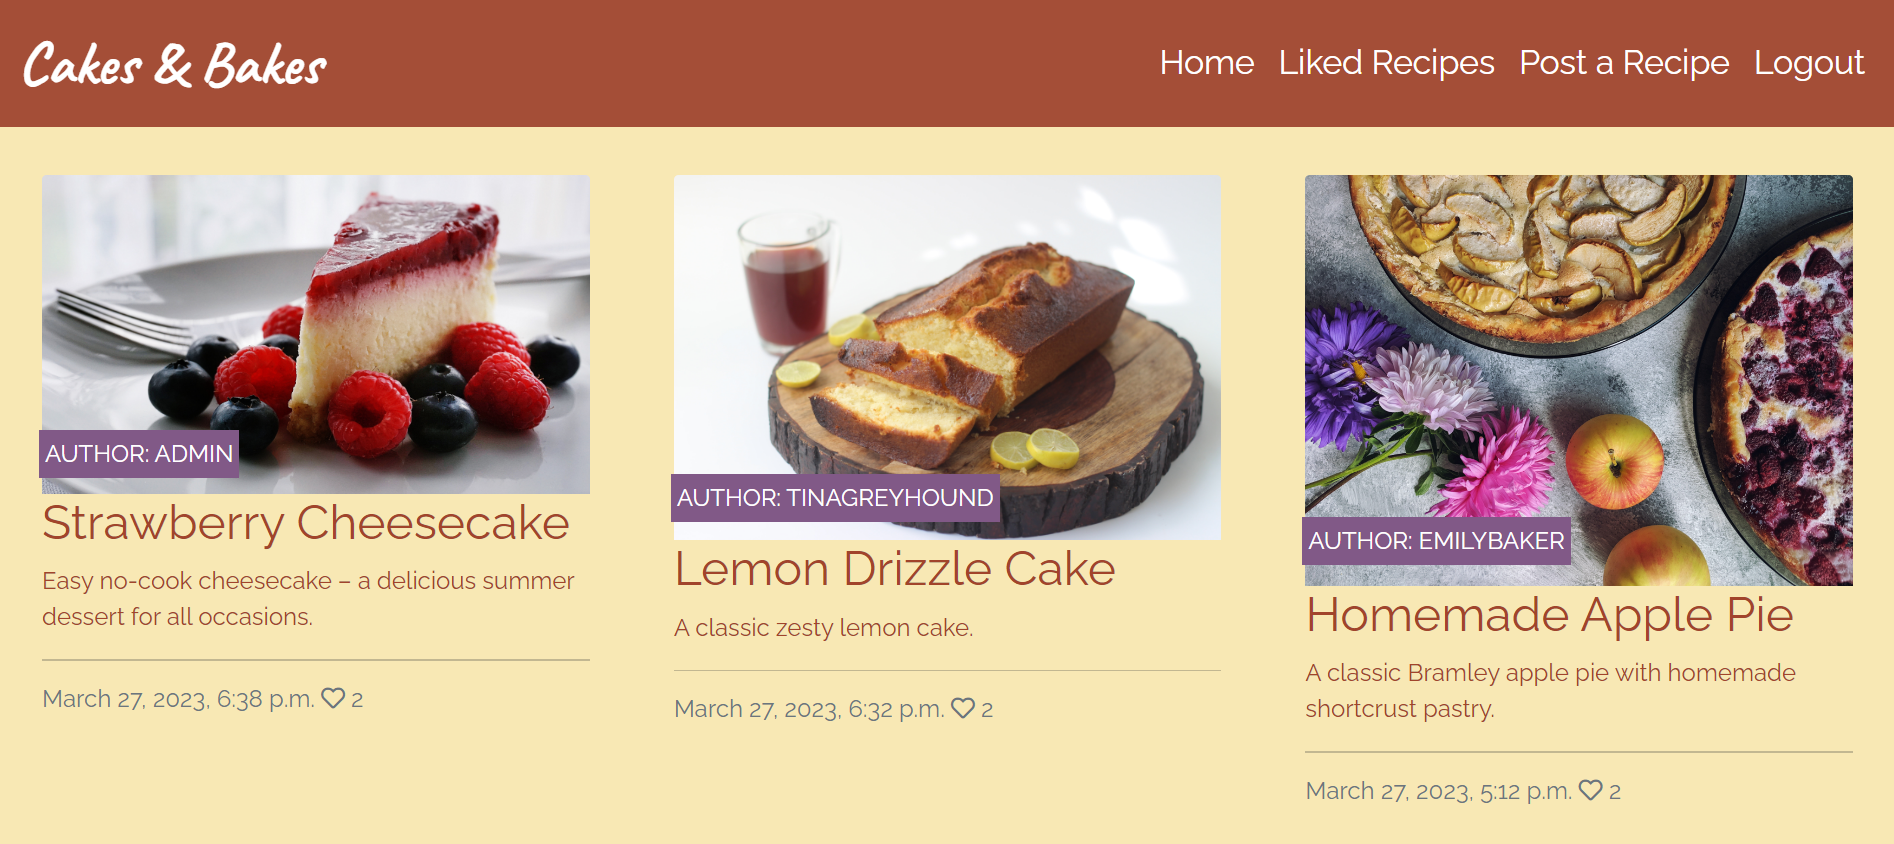 Cakes & Bakes
Home Liked Recipes Post a Recipe Logout
AUTHOR: ADMIN
Strawberry Cheesecake
Easy no-cook cheesecake – a delicious summer
dessert for all occasions.
March 27, 2023, 6:38 p.m. 2
AUTHOR: TINAGREYHOUND
Lemon Drizzle Cake
A classic zesty lemon cake.
March 27, 2023, 6:32 p.m. 2
AUTHOR: EMILYBAKER
Homemade Apple Pie
A classic Bramley apple pie with homemade
shortcrust pastry.
March 27, 2023, 5:12 p.m. 2